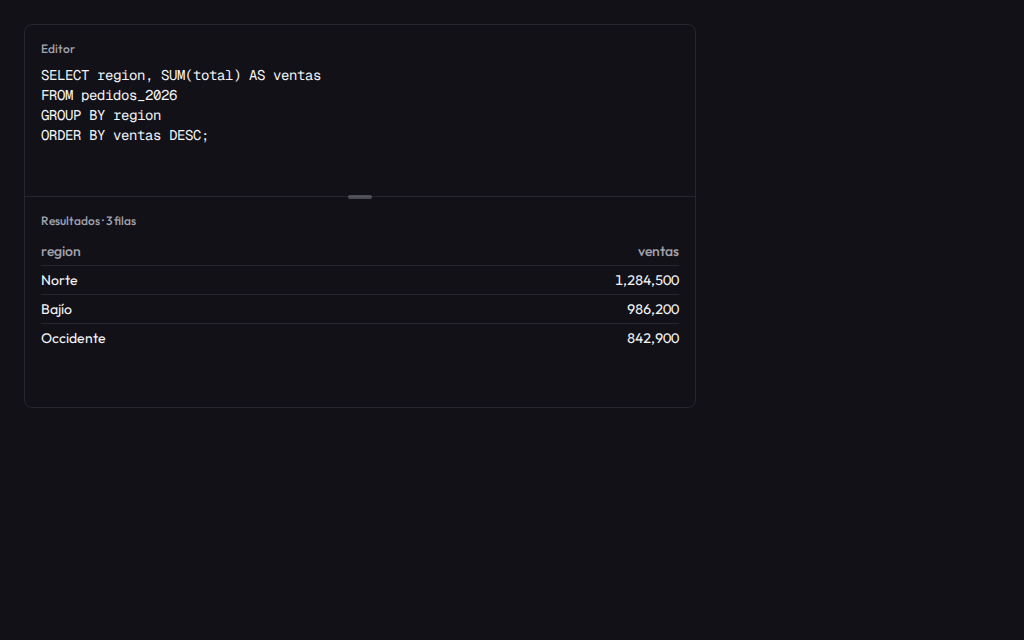 Editor
SELECT region, SUM(total) AS ventas
FROM pedidos_2026
GROUP BY region
ORDER BY ventas DESC;
Resultados · 3 filas
region ventas
Norte 1,284,500
Bajío 986,200
Occidente 842,900